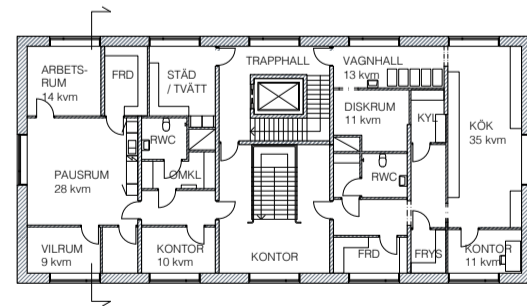 ARBETS-
RUM
14 kvm
FRD
STÄD
/ TVÄTT
TRAPPHALL
VAGNHALL
13 kvm
DISKRUM
11 kvm
KYL
KÖK
35 kvm
RWC
PAUSRUM
28 kvm
OMKL
RWC
VILRUM
9 kvm
KONTOR
10 kvm
KONTOR
FRD
FRYS
KONTOR
11 kvm